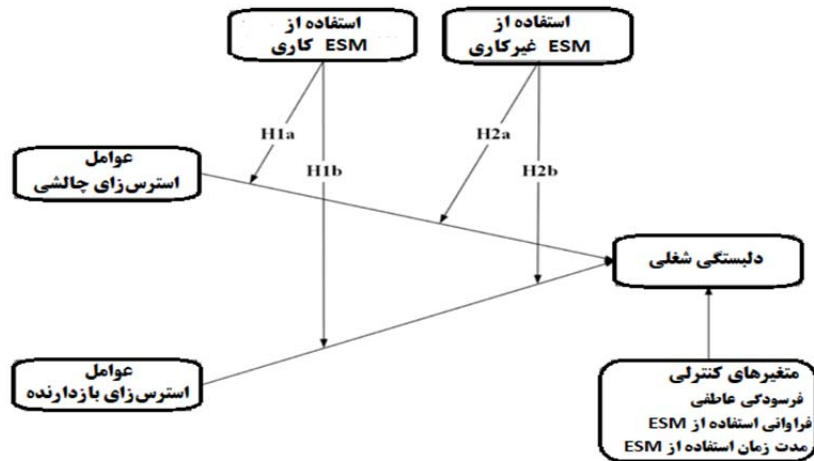 استفاده از
ESM کاری
استفاده از
ESM غیرکاری
H1a
H2a
H1b
H2b
عوامل
استرس‌زای چالشی
دلبستگی شغلی
عوامل
استرس‌زای بازدارنده
متغیرهای کنترلی
فرسودگی عاطفی
فراوانی استفاده از ESM
مدت زمان استفاده از ESM